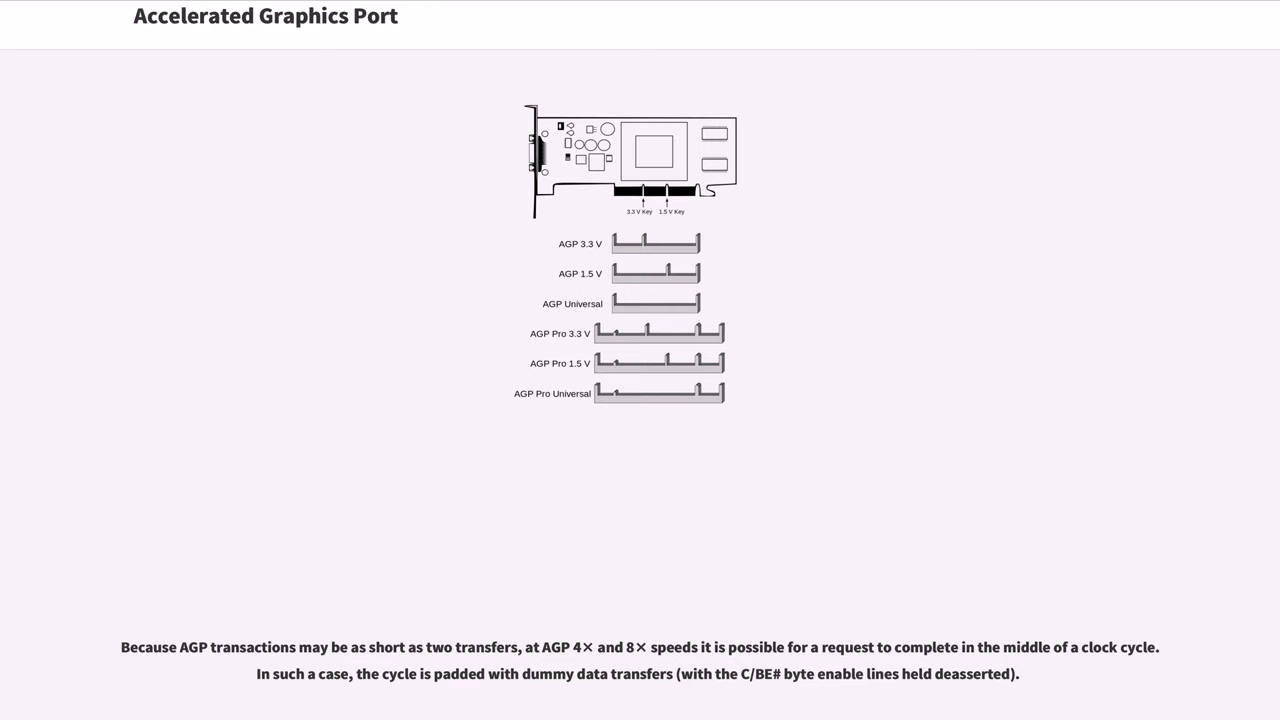 Accelerated Graphics Port
3.3 V Key 1.5 V Key
AGP 3.3 V
AGP 1.5 V
AGP Universal
AGP Pro 3.3 V
AGP Pro 1.5 V
AGP Pro Universal
Because AGP transactions may be as short as two transfers, at AGP 4× and 8× speeds it is possible for a request to complete in the middle of a clock cycle.
In such a case, the cycle is padded with dummy data transfers (with the C/BE# byte enable lines held deasserted).